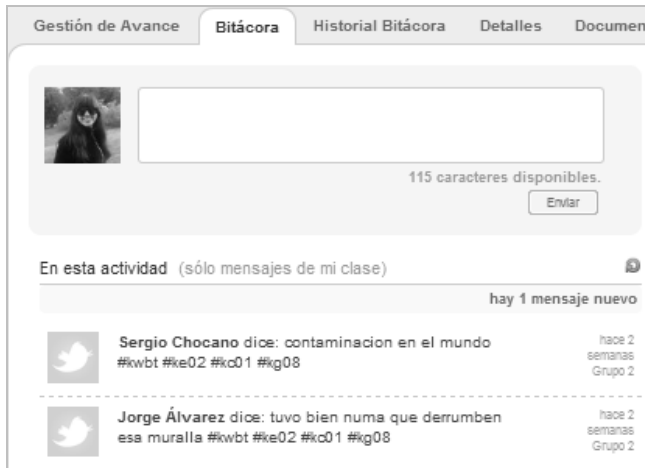 Gestión de Avance Bitácora Historial Bitácora Detalles Documen
115 caracteres disponibles.
Enviar
En esta actividad (sólo mensajes de mi clase)
hay 1 mensaje nuevo
Sergio Chocano dice: contaminacion en el mundo
#kwbt #ke02 #kc01 #kg08
hace 2
semanas
Grupo 2
Jorge Álvarez dice: tuvo bien numa que derrumben
esa muralla #kwbt #ke02 #kc01 #kg08
hace 2
semanas
Grupo 2